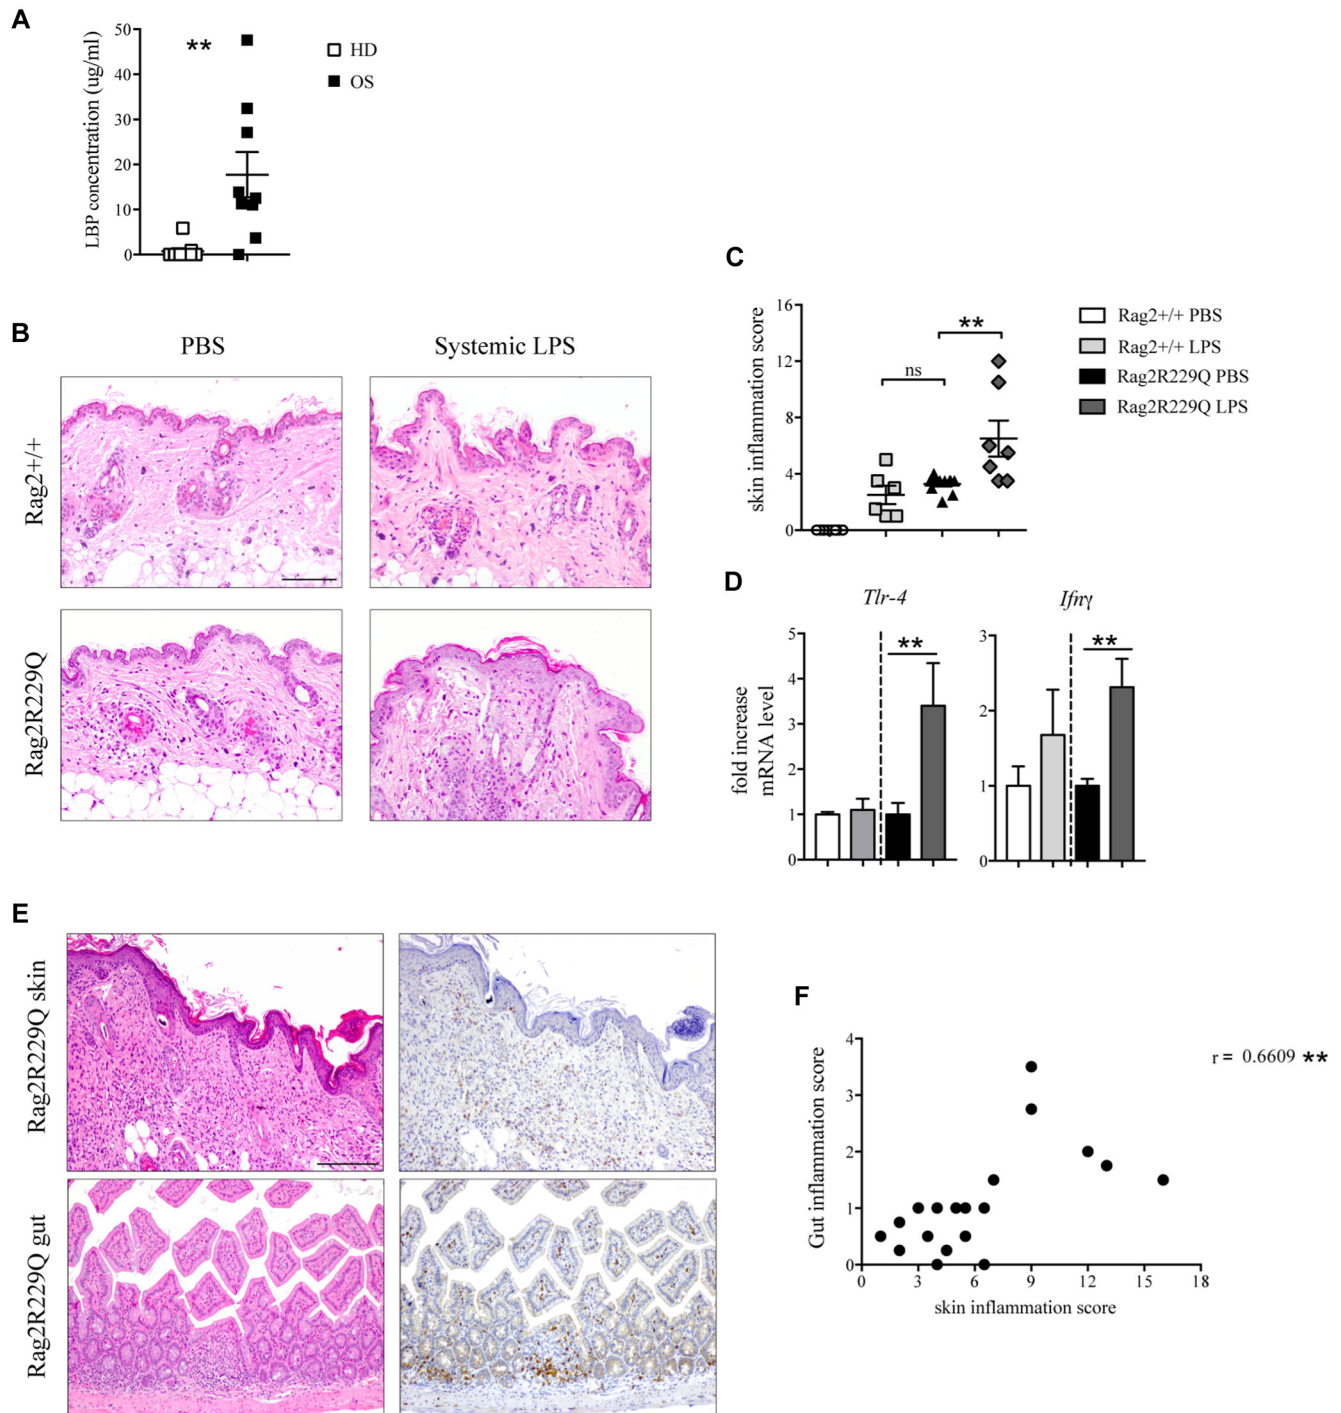 A
50
40
30
20
10
0
LBP concentration (ug/ml)
**
HD
OS
B
PBS
Systemic LPS
Rag2+/+
Rag2R229Q
C
16
12
8
4
0
skin inflammation score
ns
**
Rag2+/+ PBS
Rag2+/+ LPS
Rag2R229Q PBS
Rag2R229Q LPS
D
Tlr-4
Ifnγ
fold increase
mRNA level
5
4
3
2
1
0
**
3
2
1
0
**
E
Rag2R229Q skin
Rag2R229Q gut
F
4
3
2
1
0
Gut inflammation score
0
3
6
9
12
15
18
skin inflammation score
r = 0.6609 **